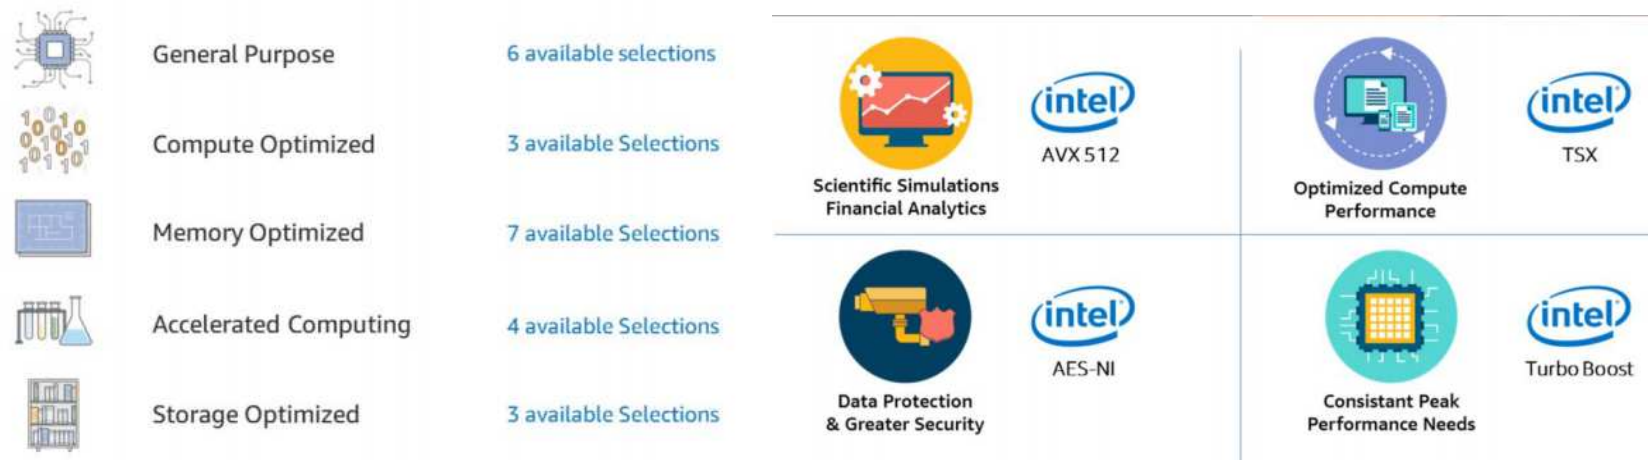 General Purpose
6 available selections
Compute Optimized
3 available Selections
Memory Optimized
7 available Selections
Accelerated Computing
4 available Selections
Storage Optimized
3 available Selections
intel
AVX 512
Scientific Simulations
Financial Analytics
intel
TSX
Optimized Compute
Performance
intel
AES-NI
Data Protection
& Greater Security
intel
Turbo Boost
Consistant Peak
Performance Needs